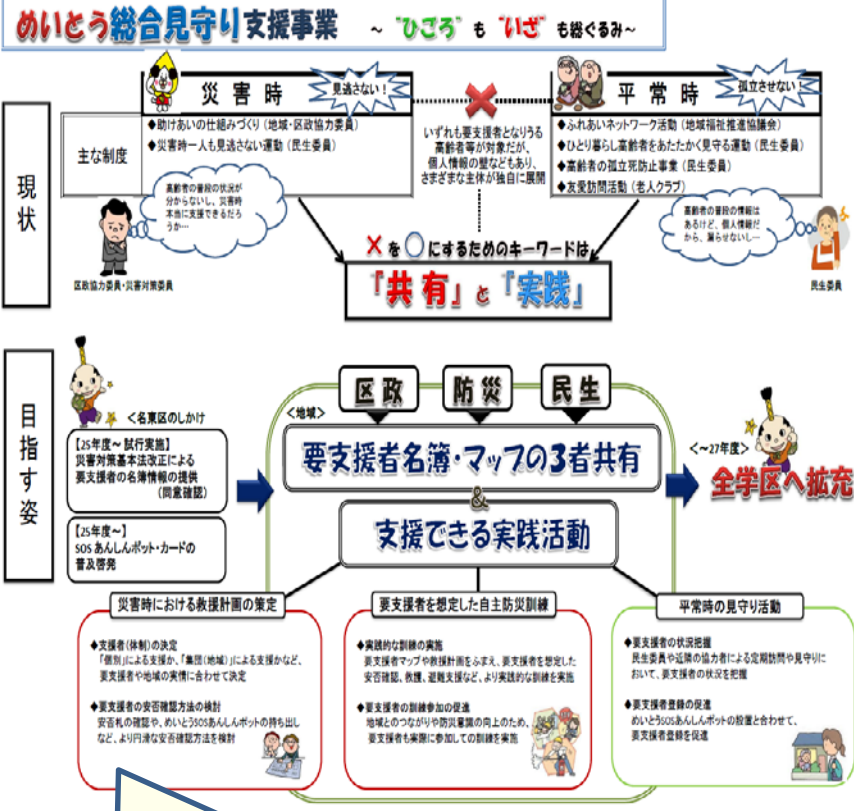 めいとう総合見守り支援事業 ～“ひごろ”も“いざ”も総ぐるみ～
現状
主な制度
災害時
見逃さない！
◆助けあいの仕組みづくり（地域・区政協力委員）
◆災害時一人も見逃さない運動（民生委員）
いずれも要支援者となりうる
高齢者等が対象だが、
個人情報の壁などもあり、
さまざまな主体が独自に展開
平常時
孤立させない！
◆ふれあいネットワーク活動（地域福祉推進協議会）
◆ひとり暮らし高齢者をあたたかく見守る運動（民生委員）
◆高齢者の孤立死防止事業（民生委員）
◆友愛訪問活動（老人クラブ）
高齢者の普段の状況が
分からないし、災害時
本当に支援できるだろ
うか…
区政協力委員・災害対策委員
高齢者の普段の情報は
あるけど、個人情報だ
から、漏らせないし…
民生委員
×を○にするためのキーワードは
『共有』と『実践』
目指す姿
＜名東区のしかけ
【25年度～試行実施】
災害対策基本法改正による
要支援者の名簿情報の提供
（同意確認）
【25年度～】
SOSあんしんポット・カードの
普及啓発
＜地域＞
区政
防災
民生
要支援者名簿・マップの3者共有
&
支援できる実践活動
＜～27年度＞
全学区へ拡充
災害時における救援計画の策定
◆支援者（体制）の決定
「個別」による支援か、「集団（地域）」による支援かなど、
要支援者や地域の実情に合わせて決定
◆要支援者の安否確認方法の検討
安否札の確認や、めいとうSOSあんしんポットの持ち出し
など、より円滑な安否確認方法を検討
要支援者を想定した自主防災訓練
◆実践的な訓練の実施
要支援者マップや救援計画をふまえ、要支援者を想定した
安否確認、救護、避難支援など、より実践的な訓練を実施
◆要支援者の訓練参加の促進
地域とのつながりや防災意識の向上のため、
要支援者も実際に参加しての訓練を実施
平常時の見守り活動
◆要支援者の状況把握
民生委員や近隣の協力者による定期訪問や見守りに
おいて、要支援者の状況を把握
◆要支援者登録の促進
めいとうSOSあんしんポットの設置と合わせて、
要支援者登録を促進